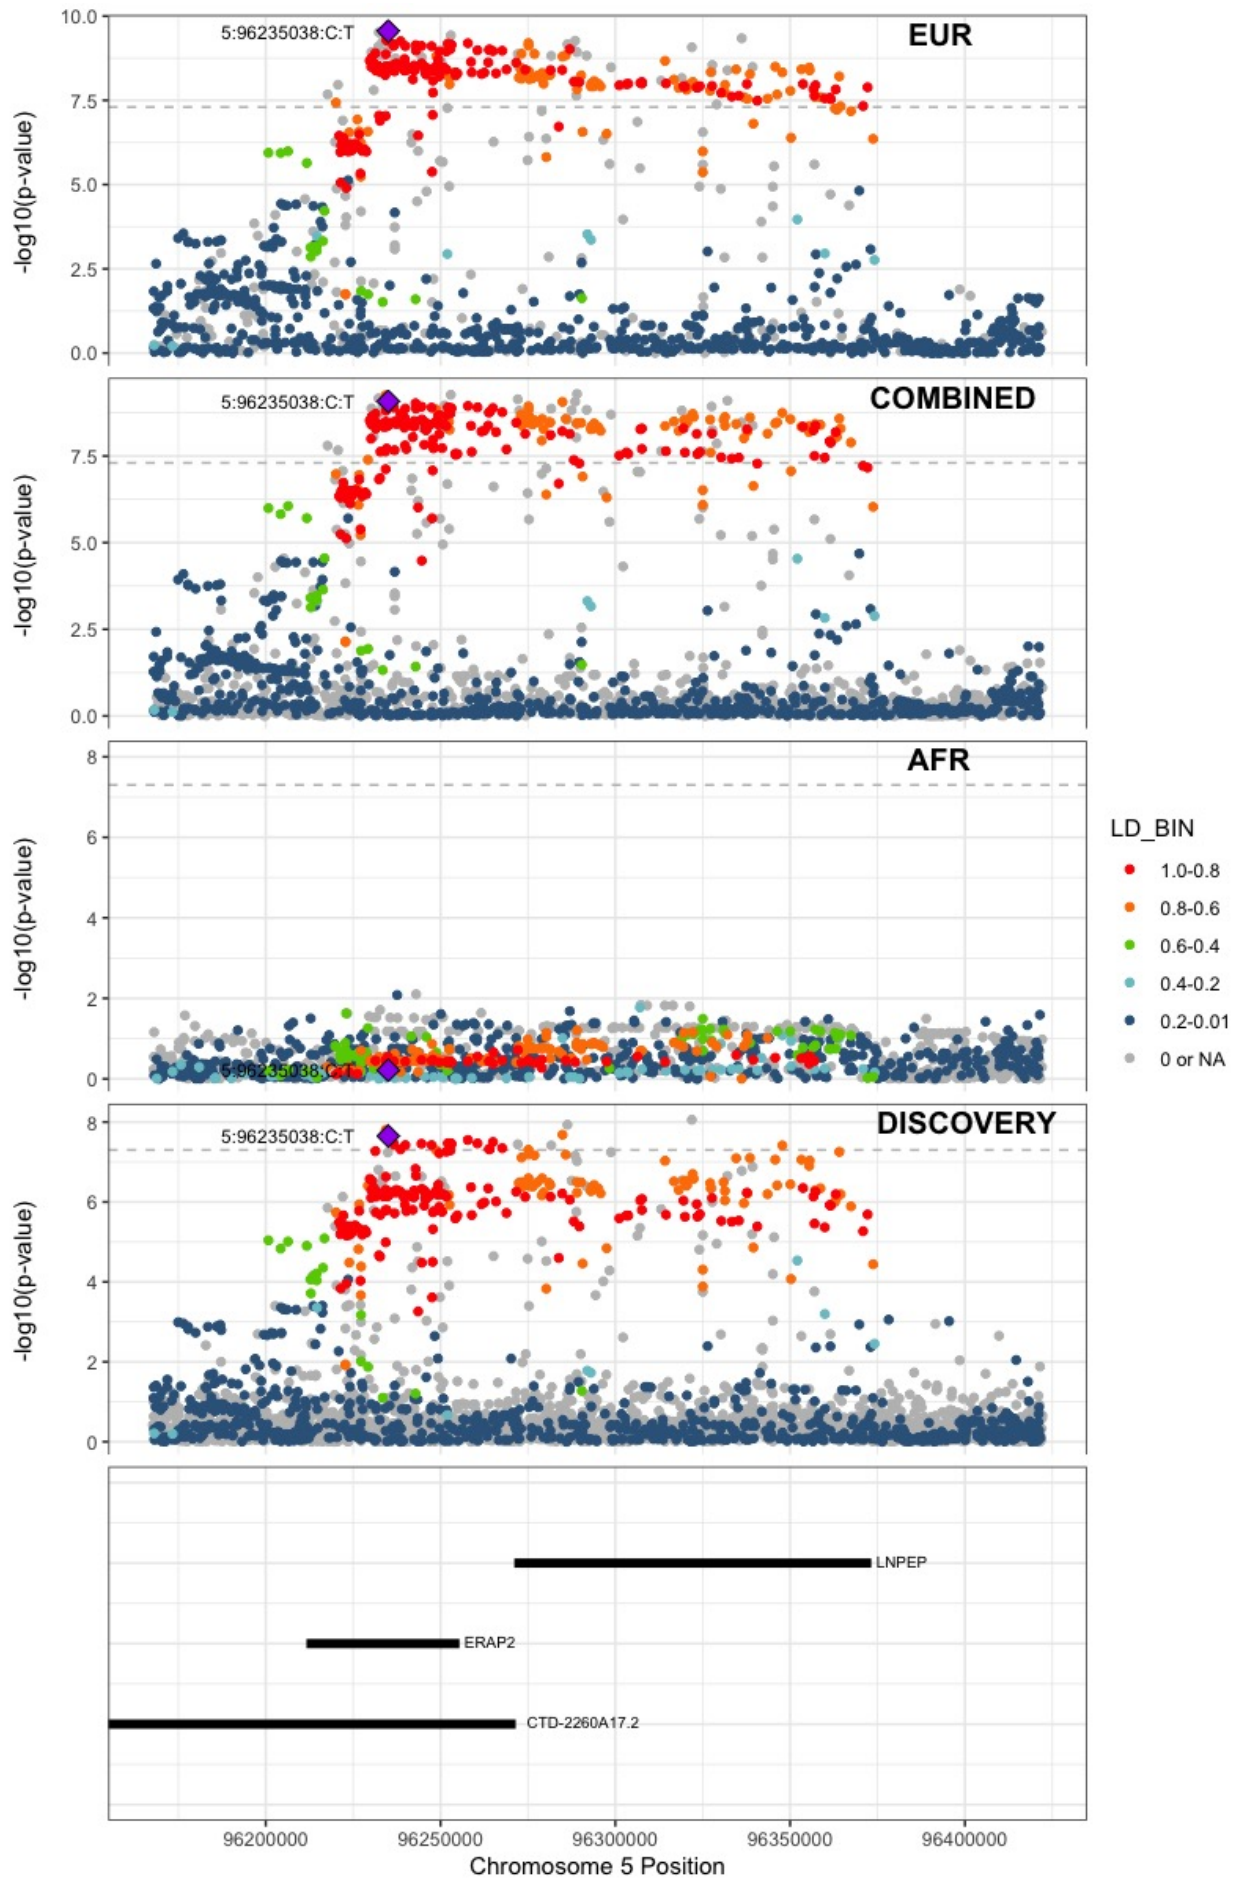 10.0
5:96235038:C:T
EUR
7.5
5.0
2.5
0.0
-log10(p-value)
5:96235038:C:T
COMBINED
7.5
5.0
2.5
0.0
-log10(p-value)
AFR
8
6
4
2
0
-log10(p-value)
5:96235038:C:T
LD_BIN
1.0-0.8
0.8-0.6
0.6-0.4
0.4-0.2
0.2-0.01
0 or NA
5:96235038:C:T
DISCOVERY
8
6
4
2
0
-log10(p-value)
LNPEP
ERAP2
CTD-2260A17.2
96200000 96250000 96300000 96350000 96400000
Chromosome 5 Position